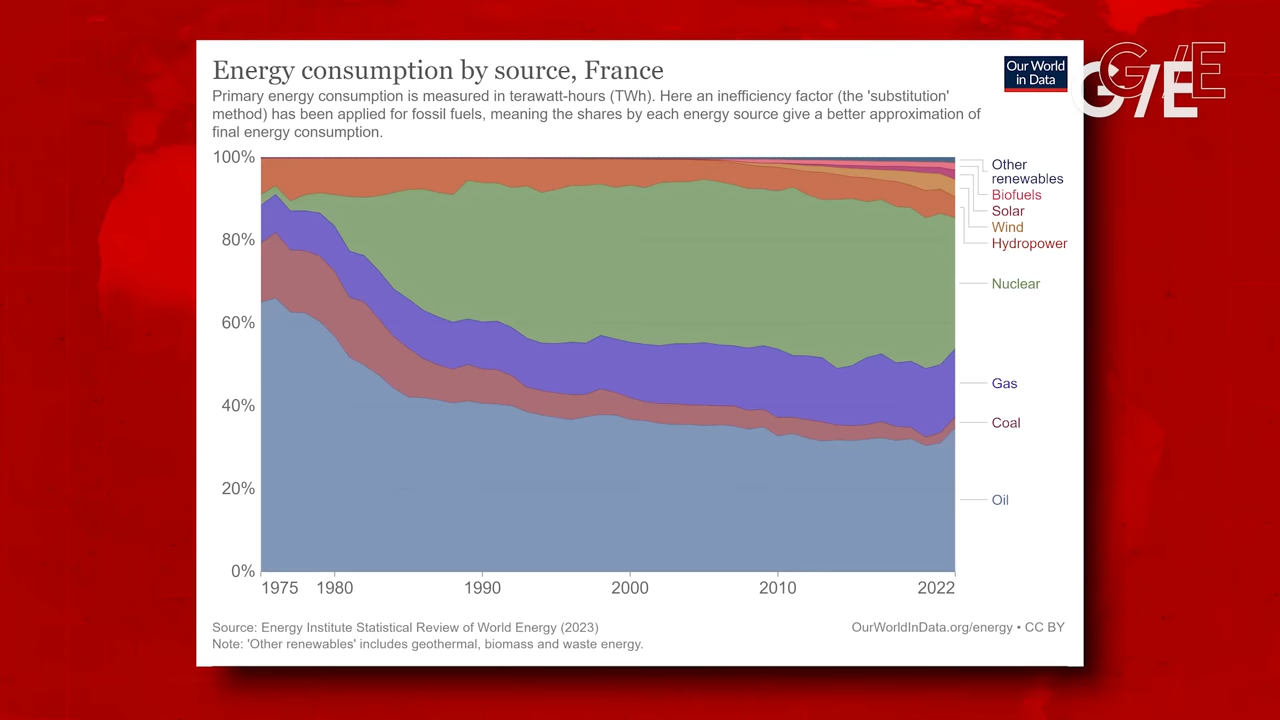 Energy consumption by source, France
Primary energy consumption is measured in terawatt-hours (TWh). Here an inefficiency factor (the 'substitution'
method) has been applied for fossil fuels, meaning the shares by each energy source give a better approximation of
final energy consumption.
Our World
in Data
G/E
G/E
100%
80%
60%
40%
20%
0%
1975
1980
1990
2000
2010
2022
Other
renewables
Biofuels
Solar
Wind
Hydropower
Nuclear
Gas
Coal
Oil
Source: Energy Institute Statistical Review of World Energy (2023)
Note: 'Other renewables' includes geothermal, biomass and waste energy.
OurWorldInData.org/energy • CC BY